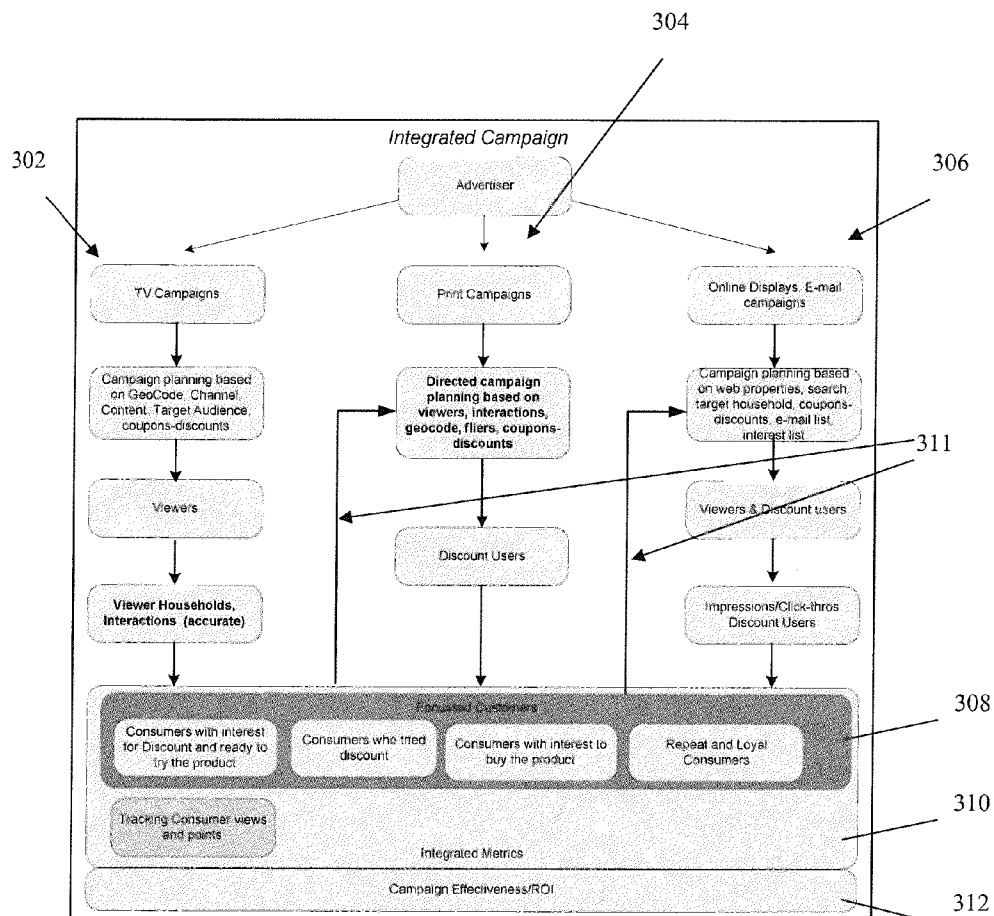 304
Integrated Campaign
302
Advertiser
306
TV Campaigns
Print Campaigns
Online Displays, E-mail
campaigns
Campaign planning based
on GeoCode, Channel,
Content, Target Audience,
coupons-discounts
Directed campaign
planning based on
viewers, interactions,
geocode, fliers, coupons-
discounts
Campaign planning based
on web properties, search,
target household, coupons-
discounts, e-mail list,
interest list
311
Viewers
Viewers & Discount users
Discount Users
Viewer Households,
Interactions (accurate)
Impressions/Click-thros
Discount Users
Focused Customers
308
Consumers with interest
for Discount and ready to
try the product
Consumers who tried
discount
Consumers with interest to
buy the product
Repeat and Loyal
Consumers
310
Tracking Consumer views
and points
Integrated Metrics
Campaign Effectiveness/ROI
312